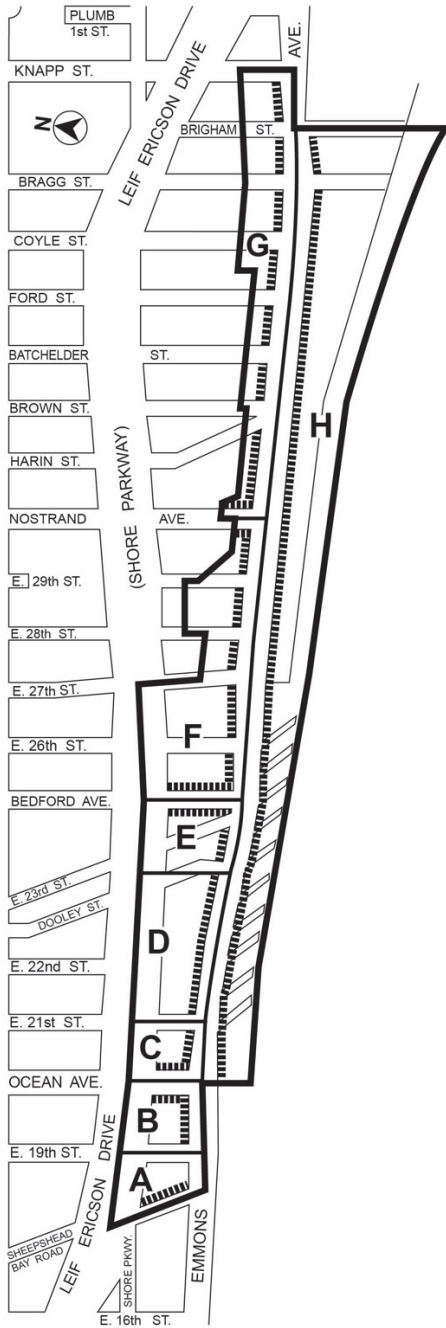 PLUMB
1st ST.
AVE.
KNAPP ST.
LEIF ERICSON DRIVE
N
BRIGHAM ST.
BRAGG ST.
COYLE ST.
G
FORD ST.
BATCHELDER ST.
BROWN ST.
H
HARIN ST.
(SHORE PARKWAY)
NOSTRAND AVE.
E. 29th ST.
E. 28th ST.
E. 27th ST.
F
E. 26th ST.
BEDFORD AVE.
E
E. 23rd ST.
DOOLEY ST.
D
E. 22nd ST.
E. 21st ST.
C
OCEAN AVE.
B
E. 19th ST.
A
LEIF ERICSON DRIVE
SHEEPSHEAD
BAY ROAD
SHORE PKWY.
EMMONS
E. 16th ST.